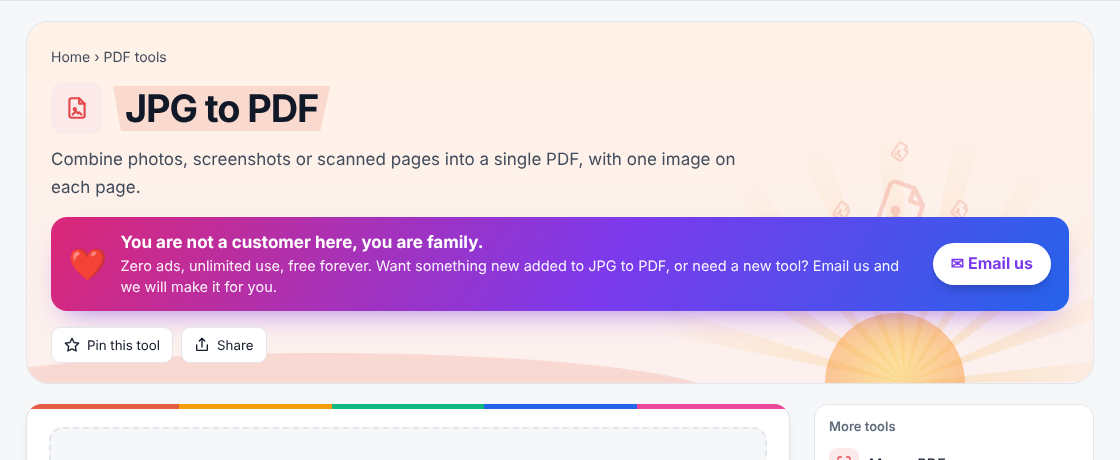 Home › PDF tools
JPG to PDF
Combine photos, screenshots or scanned pages into a single PDF, with one image on
each page.
You are not a customer here, you are family.
Zero ads, unlimited use, free forever. Want something new added to JPG to PDF, or need a new tool? Email us and
we will make it for you.
✉ Email us
Pin this tool
Share
More tools